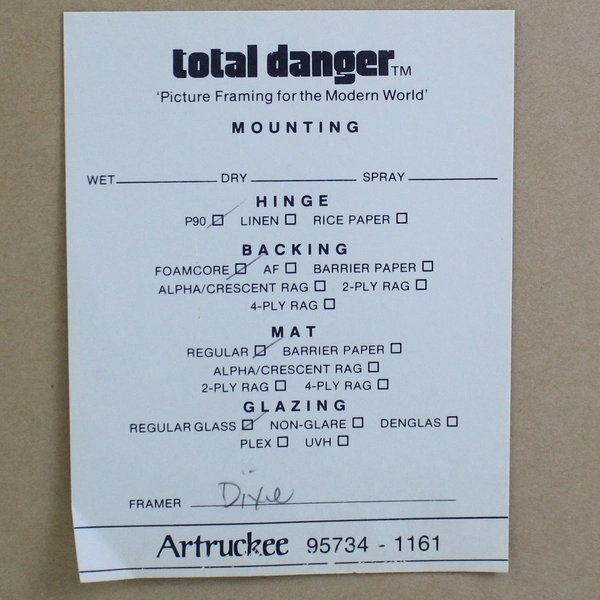 total danger™
'Picture Framing for the Modern World'
MOUNTING
WET DRY SPRAY
HINGE
P90 ☑ LINEN ☐ RICE PAPER ☐
BACKING
FOAMCORE ☑ AF ☐ BARRIER PAPER ☐
ALPHA/CRESCENT RAG ☐ 2-PLY RAG ☐
4-PLY RAG ☐
MAT
REGULAR ☑ BARRIER PAPER ☐
ALPHA/CRESCENT RAG ☐
2-PLY RAG ☐ 4-PLY RAG ☐
GLAZING
REGULAR GLASS ☑ NON-GLARE ☐ DENGLAS ☐
PLEX ☐ UVH ☐
FRAMER Dixie
Artruckee 95734 - 1161